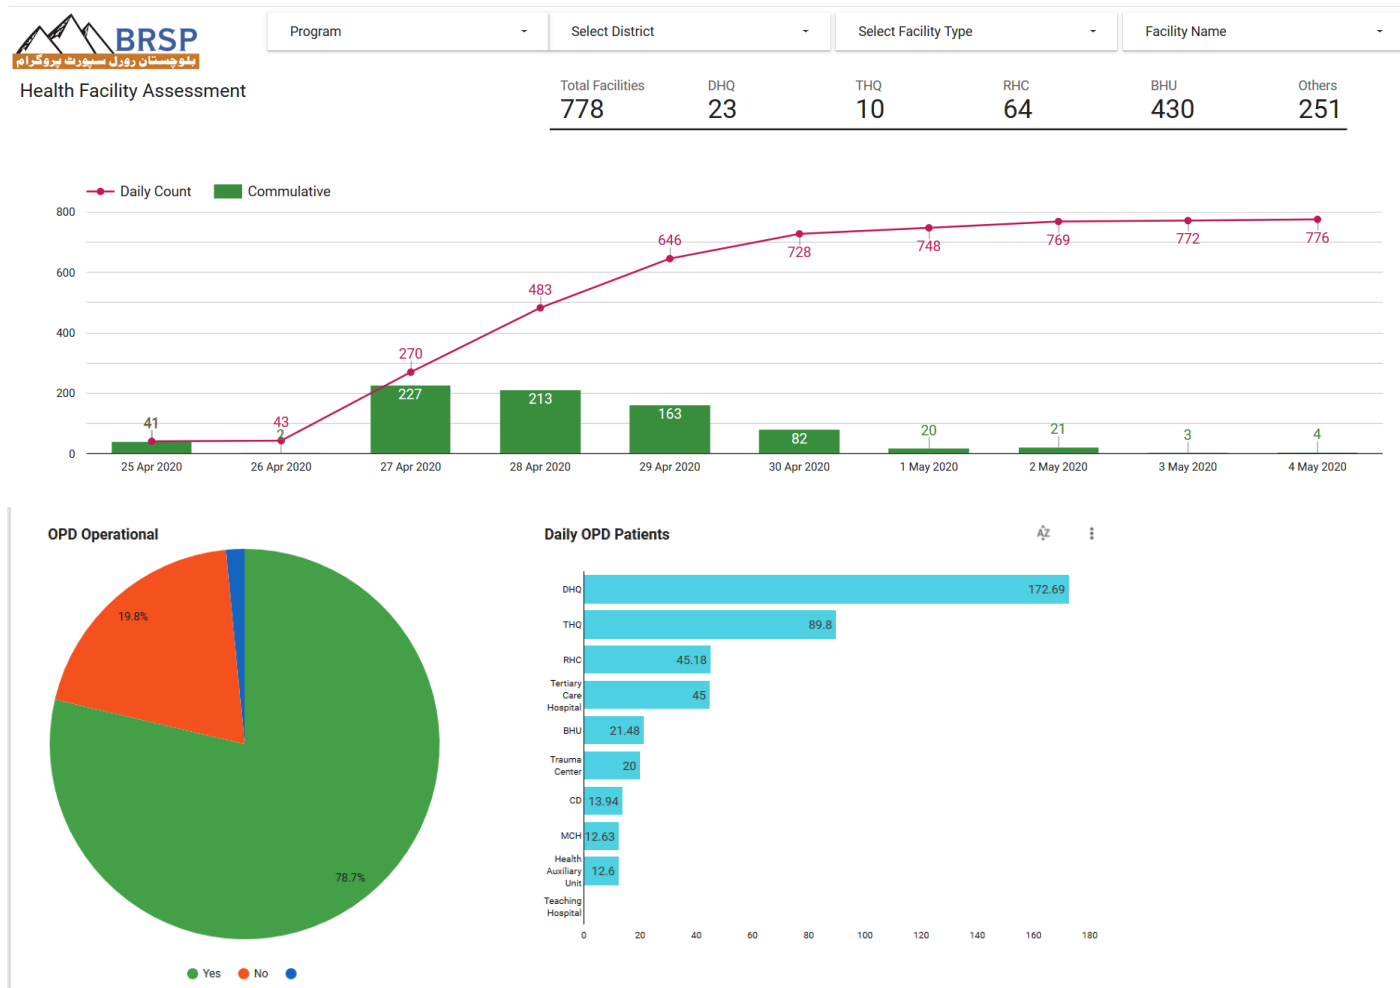 BRSP
بلوچستان رورل سپورٹ پروگرام
Program
Select District
Select Facility Type
Facility Name
Health Facility Assessment
Total Facilities
778
DHQ
23
THQ
10
RHC
64
BHU
430
Others
251
Daily Count
Commulative
800
600
400
200
0
41
43
2
270
227
483
213
646
163
728
82
748
20
769
21
772
3
776
4
25 Apr 2020
26 Apr 2020
27 Apr 2020
28 Apr 2020
29 Apr 2020
30 Apr 2020
1 May 2020
2 May 2020
3 May 2020
4 May 2020
OPD Operational
19.8%
78.7%
Yes
No
Daily OPD Patients
AZ
DHQ
172.69
THQ
89.8
RHC
45.18
Tertiary
Care
Hospital
45
BHU
21.48
Trauma
Center
20
CD
13.94
MCH
12.63
Health
Auxiliary
Unit
12.6
Teaching
Hospital
0
20
40
60
80
100
120
140
160
180